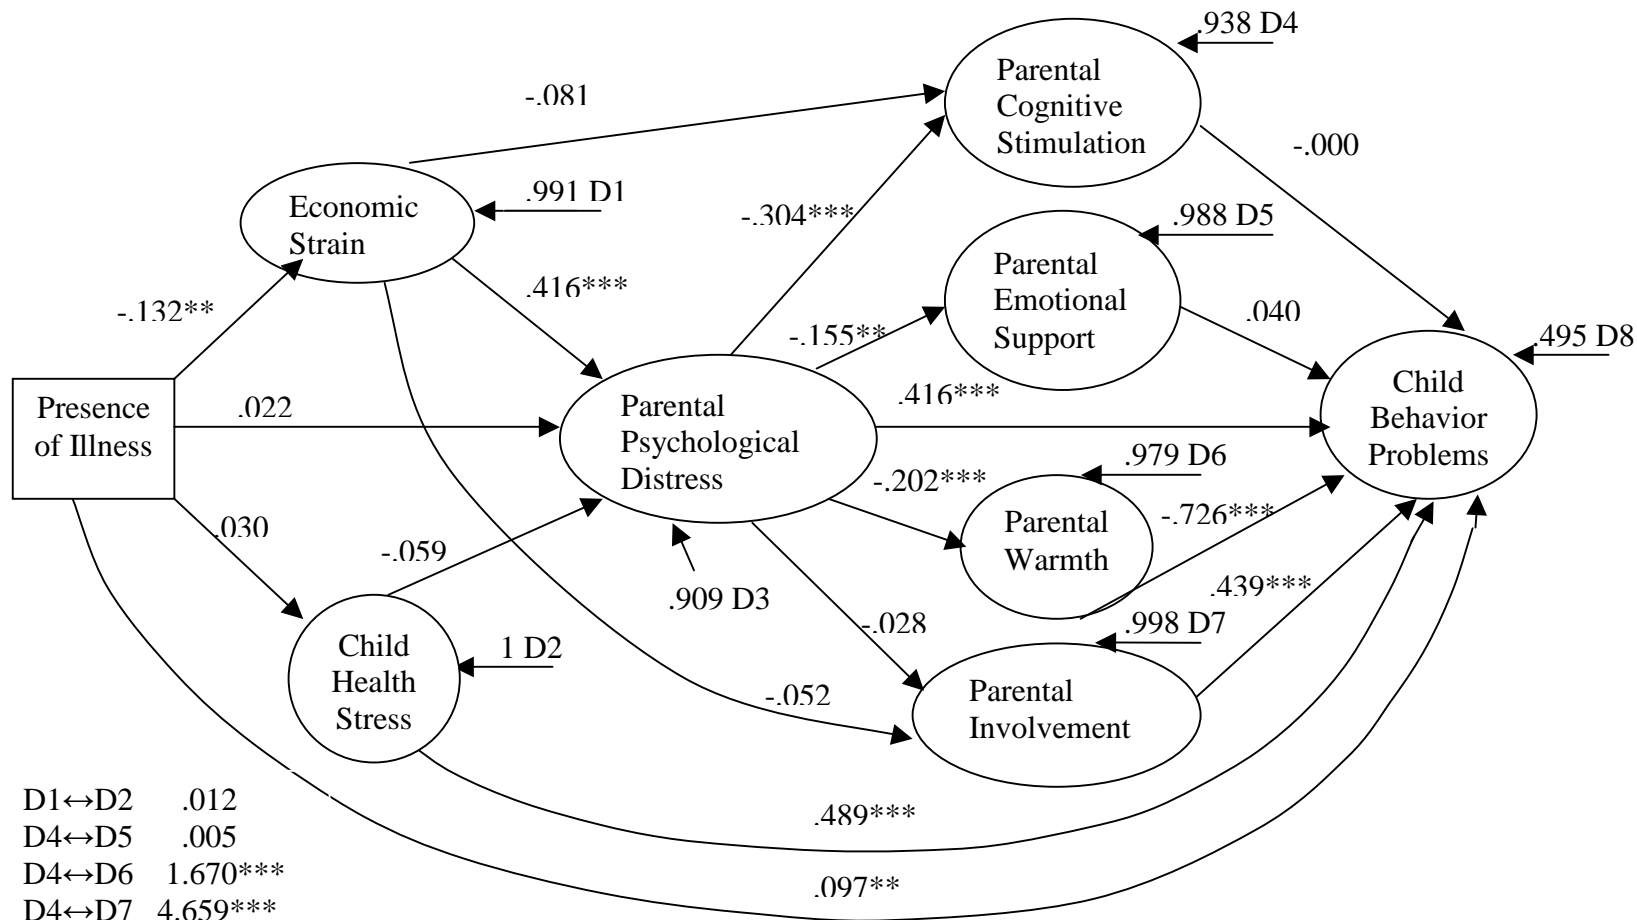 .938 D4
Parental
Cognitive
Stimulation
-.081
-.000
.991 D1
Economic
Strain
-.304***
.988 D5
Parental
Emotional
Support
.416***
-.132**
-.155**
.040
.495 D8
Child
Behavior
Problems
Presence
of Illness
.022
Parental
Psychological
Distress
.416***
.979 D6
-.202***
-.726***
Parental
Warmth
.030
-.059
.909 D3
.439***
-.028
.998 D7
Child
Health
Stress
1 D2
-.052
Parental
Involvement
D1↔D2 .012
D4↔D5 .005
D4↔D6 1.670***
D4↔D7 4.659***
.489***
.097**